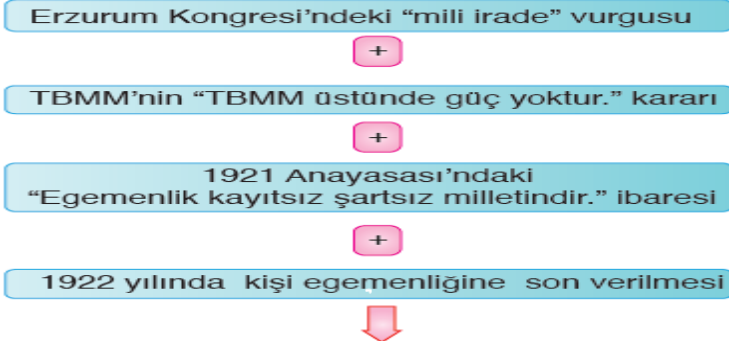 Erzurum Kongresi’ndeki “mili irade” vurgusu
+
TBMM’nin “TBMM üstünde güç yoktur.” kararı
+
1921 Anayasası’ndaki
“Egemenlik kayıtsız şartsız milletindir.” ibaresi
+
1922 yılında kişi egemenliğine son verilmesi